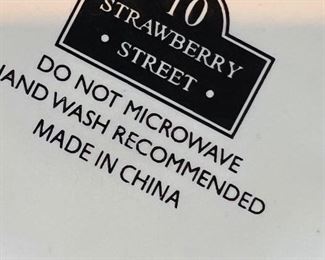 10
STRAWBERRY
• STREET •
DO NOT MICROWAVE
HAND WASH RECOMMENDED
MADE IN CHINA